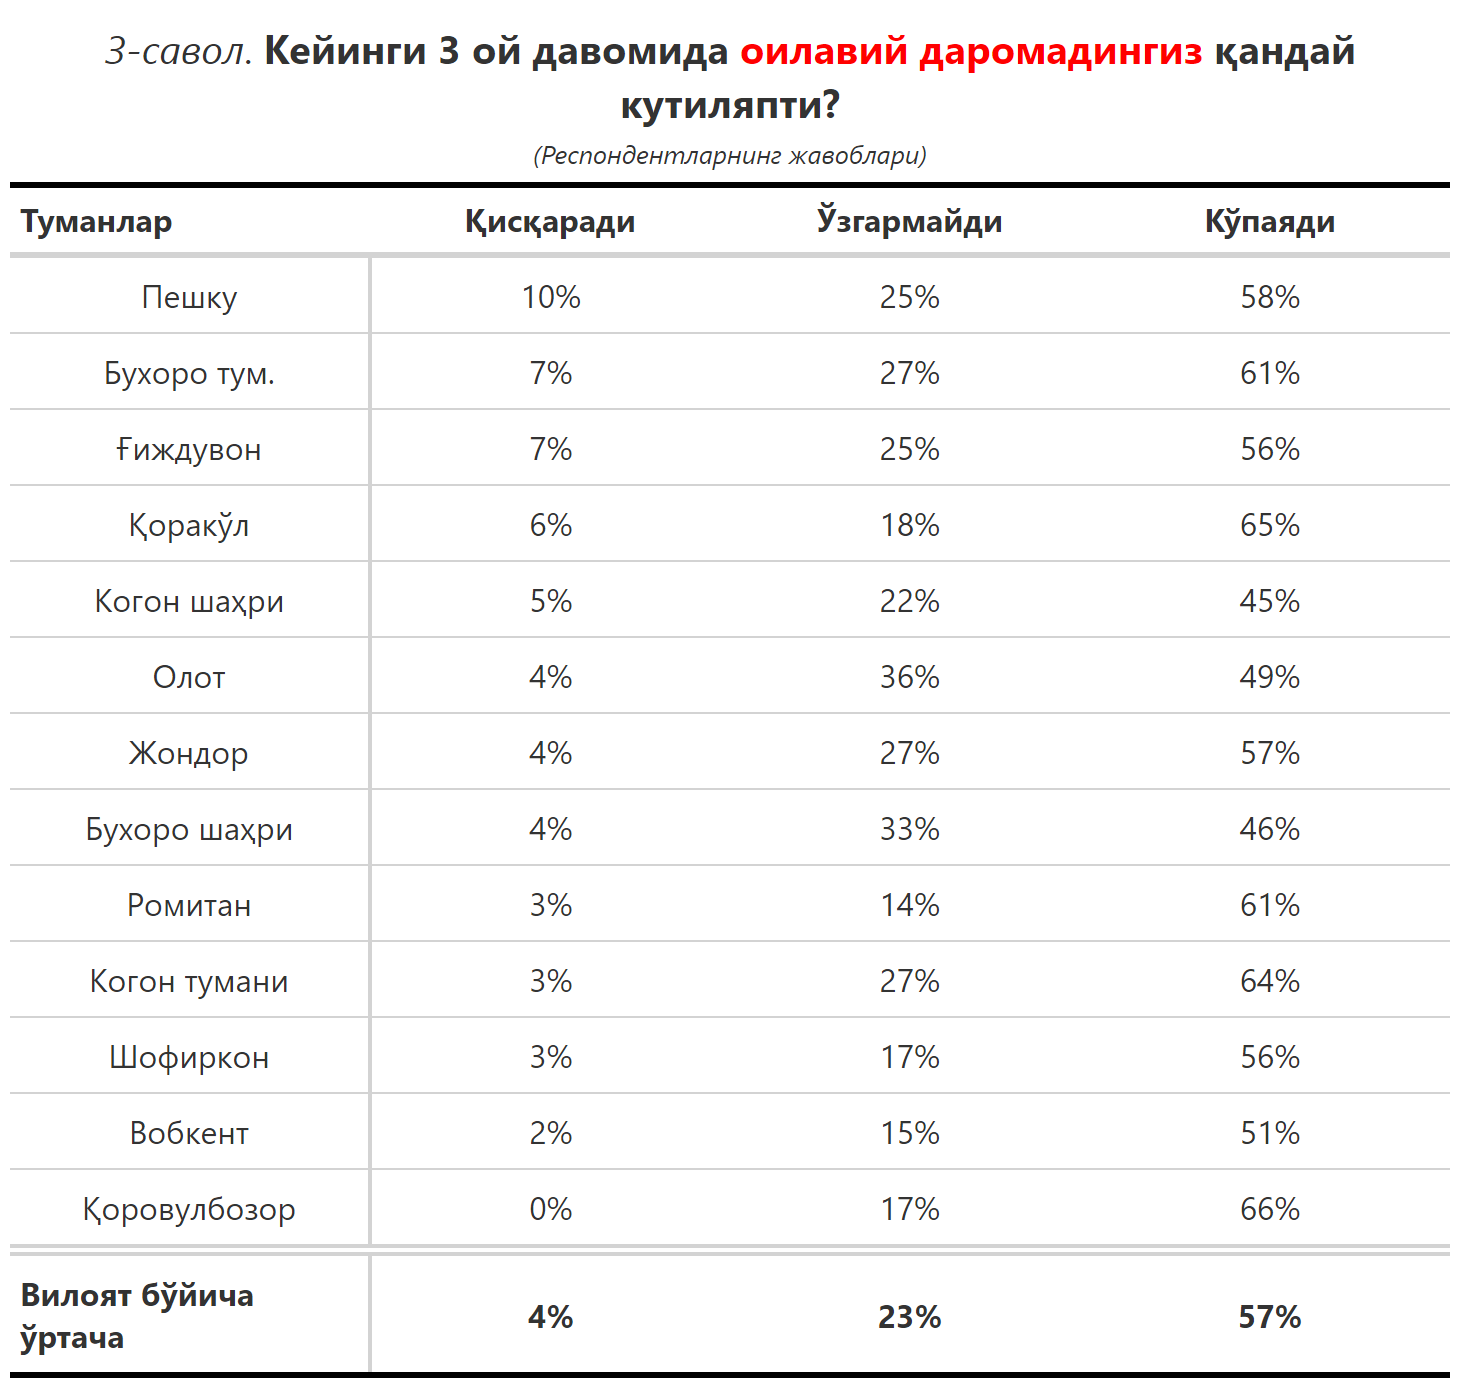 3-савол. Кейинги 3 ой давомида оилавий даромадингиз қандай
кутиляпти?
(Респондентларнинг жавоблари)
Туманлар Қисқаради Ўзгармайди Кўпаяди
Пешку 10% 25% 58%
Бухоро тум. 7% 27% 61%
Ғиждувон 7% 25% 56%
Қоракўл 6% 18% 65%
Когон шаҳри 5% 22% 45%
Олот 4% 36% 49%
Жондор 4% 27% 57%
Бухоро шаҳри 4% 33% 46%
Ромитан 3% 14% 61%
Когон тумани 3% 27% 64%
Шофиркон 3% 17% 56%
Вобкент 2% 15% 51%
Қоровулбозор 0% 17% 66%
Вилоят бўйича
ўртача 4% 23% 57%